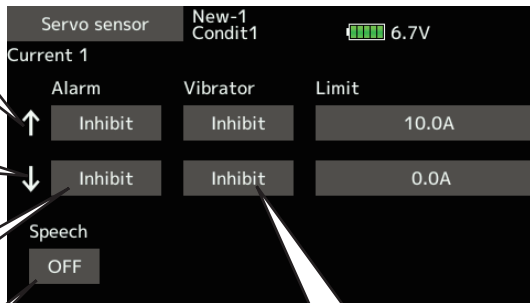 Servo sensor
New-1
Condit1
6.7V
Current 1
Alarm Vibrator Limit
↑ Inhibit Inhibit 10.0A
↓ Inhibit Inhibit 0.0A
Speech
OFF